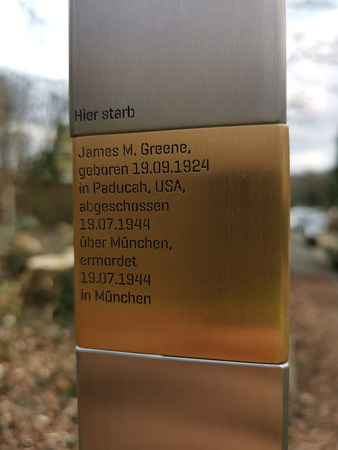 Hier starb
James M. Greene,
geboren 19.09.1924
in Paducah, USA,
abgeschossen
19.07.1944
über München,
ermordet
19.07.1944
in München